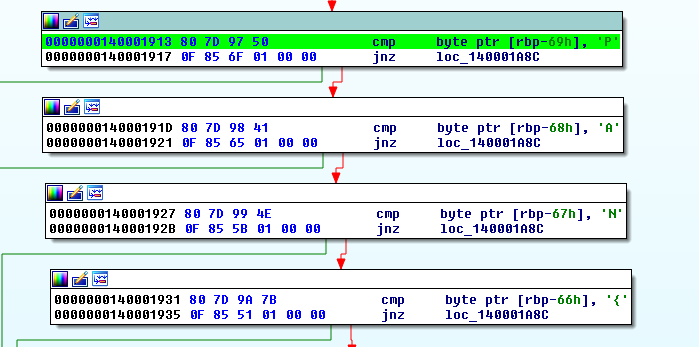 0000000140001913 80 7D 97 50 cmp byte ptr [rbp-69h], 'P'
0000000140001917 0F 85 6F 01 00 00 jnz loc_140001A8C
000000014000191D 80 7D 98 41 cmp byte ptr [rbp-68h], 'A'
0000000140001921 0F 85 65 01 00 00 jnz loc_140001A8C
0000000140001927 80 7D 99 4E cmp byte ptr [rbp-67h], 'N'
000000014000192B 0F 85 5B 01 00 00 jnz loc_140001A8C
0000000140001931 80 7D 9A 7B cmp byte ptr [rbp-66h], '{'
0000000140001935 0F 85 51 01 00 00 jnz loc_140001A8C